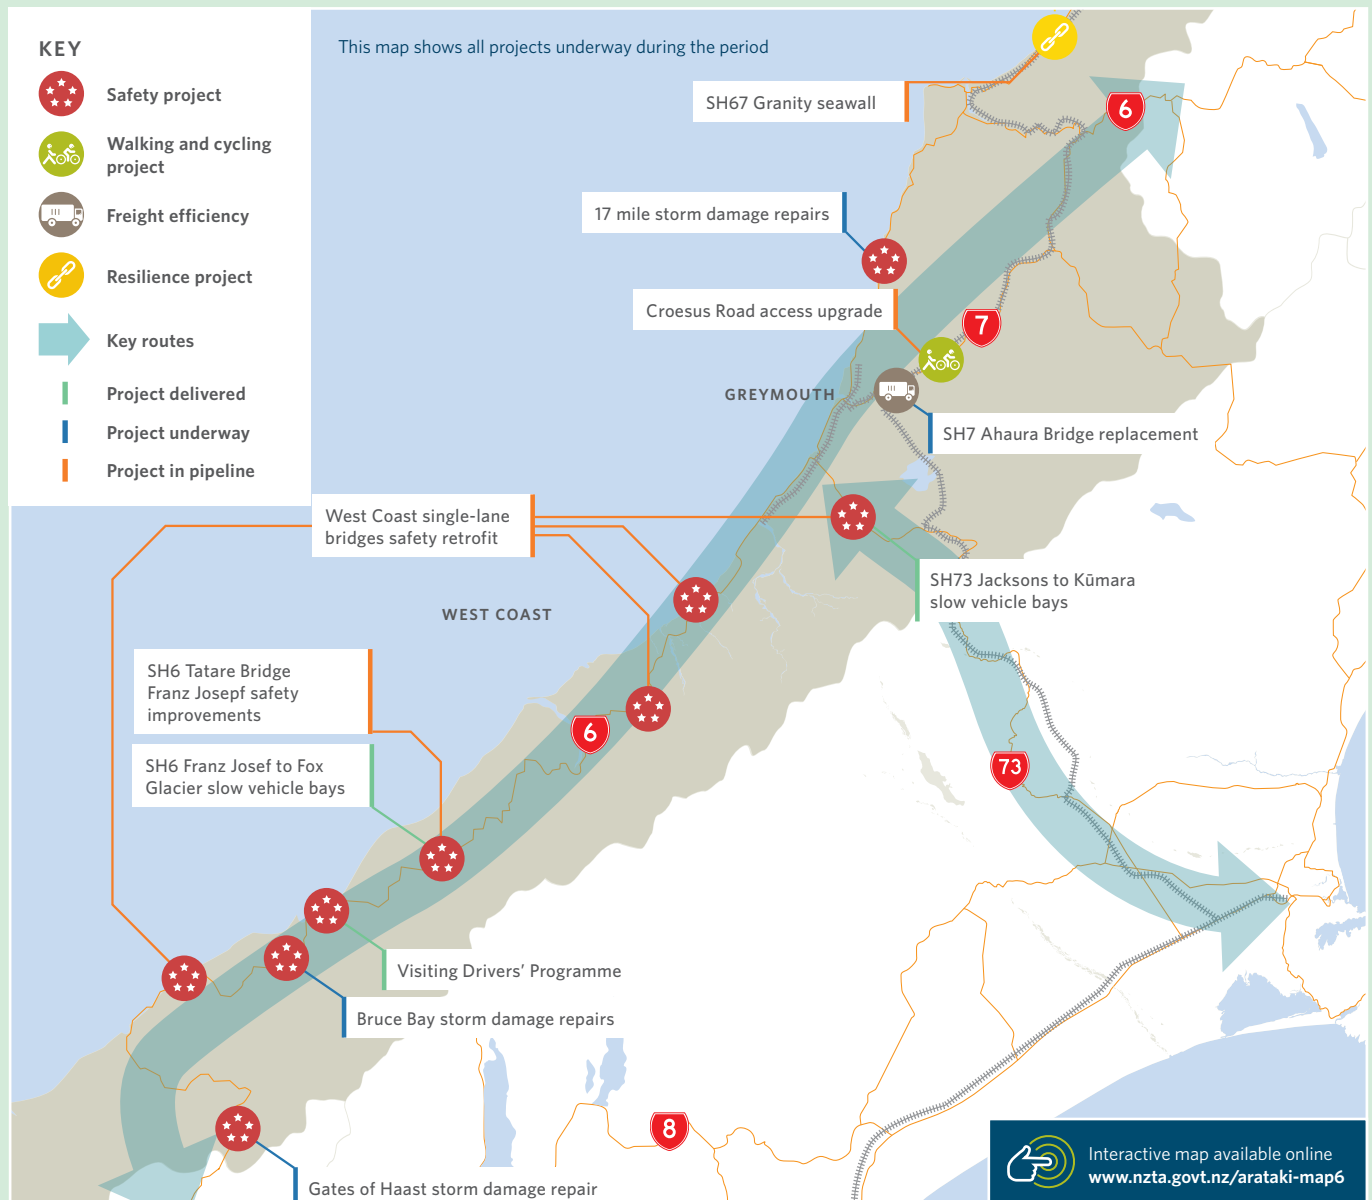 KEY
Safety project
Walking and cycling
project
Freight efficiency
Resilience project
Key routes
Project delivered
Project underway
Project in pipeline
This map shows all projects underway during the period
SH67 Granity seawall
6
17 mile storm damage repairs
Croesus Road access upgrade
7
GREYMOUTH
SH7 Ahaura Bridge replacement
West Coast single-lane
bridges safety retrofit
SH73 Jacksons to Kūmara
slow vehicle bays
WEST COAST
SH6 Tatare Bridge
Franz Josepf safety
improvements
6
73
SH6 Franz Josef to Fox
Glacier slow vehicle bays
Visiting Drivers’ Programme
Bruce Bay storm damage repairs
8
Gates of Haast storm damage repair
Interactive map available online
www.nzta.govt.nz/arataki-map6